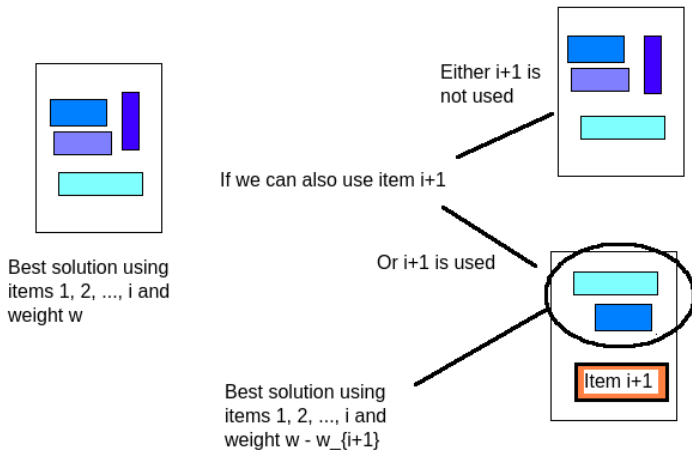 Best solution using
items 1, 2, ..., i and
weight w
If we can also use item i+1
Either i+1 is
not used
Or i+1 is used
Item i+1
Best solution using
items 1, 2, ..., i and
weight w - w_{i+1}